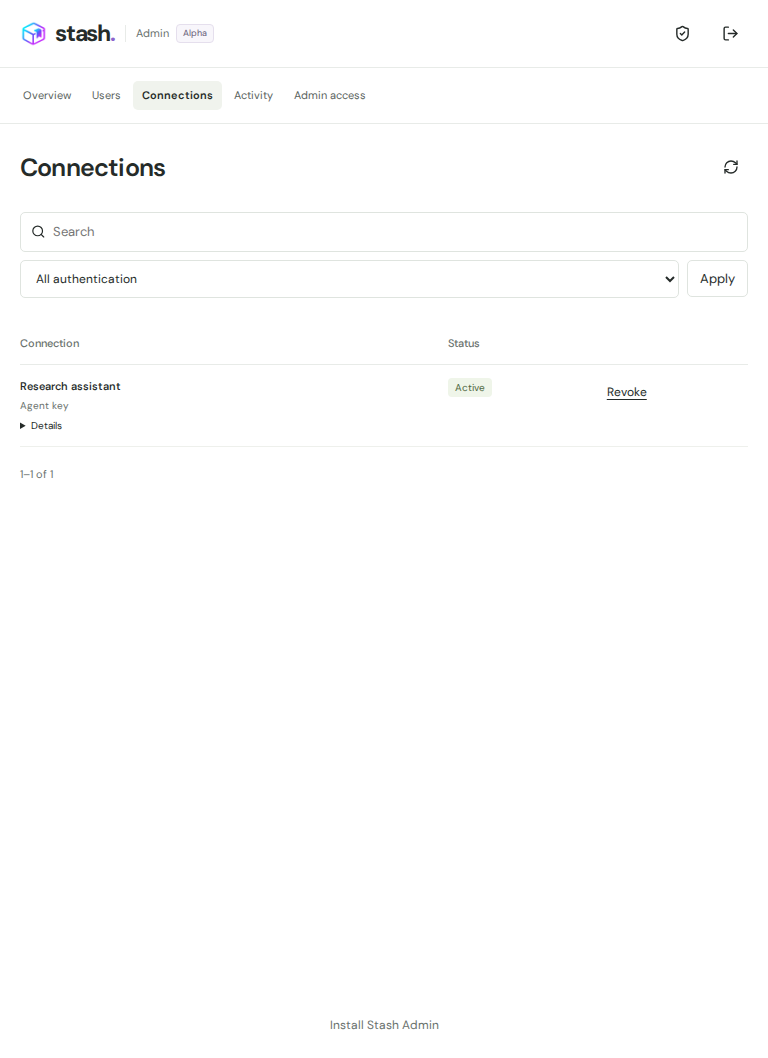 stash. Admin Alpha
Overview Users Connections Activity Admin access
Connections
Search
All authentication Apply
Connection Status
Research assistant Active Revoke
Agent key
Details
1–1 of 1
Install Stash Admin